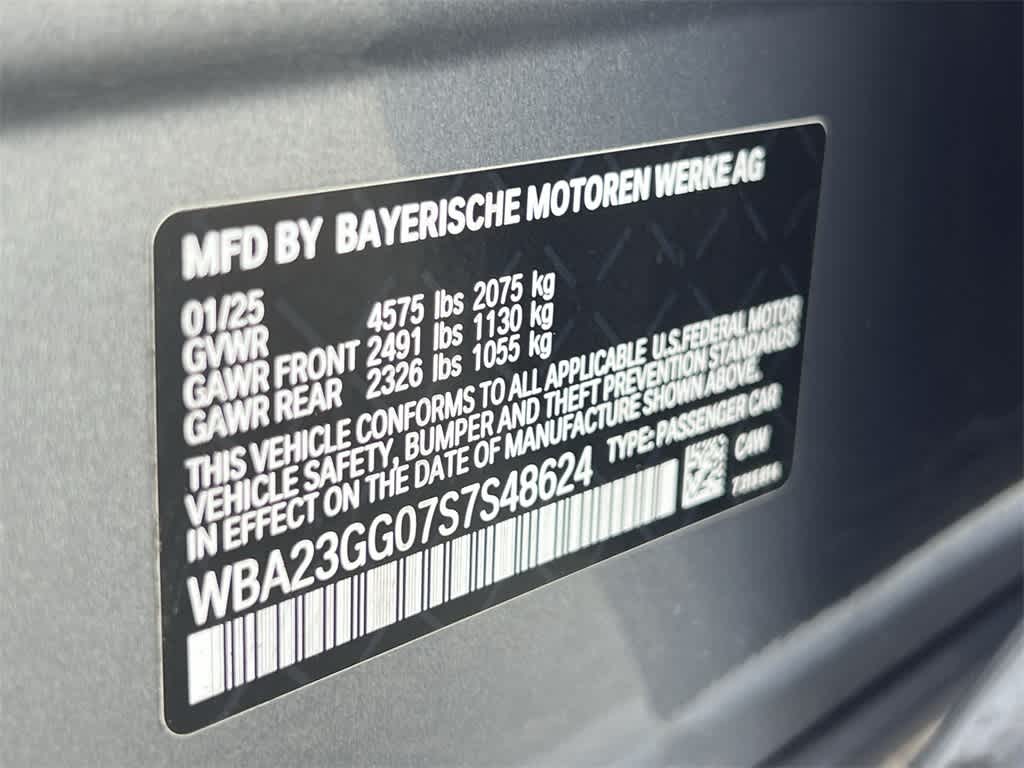 MFD BY BAYERISCHE MOTOREN WERKE AG
01/25
GVWR 4575 lbs 2075 kg
GAWR FRONT 2491 lbs 1130 kg
GAWR REAR 2326 lbs 1055 kg
THIS VEHICLE CONFORMS TO ALL APPLICABLE U.S.FEDERAL MOTOR
VEHICLE SAFETY, BUMPER AND THEFT PREVENTION STANDARDS
IN EFFECT ON THE DATE OF MANUFACTURE SHOWN ABOVE.
WBA23GG07S7S48624 TYPE:PASSENGER CAR
C4W